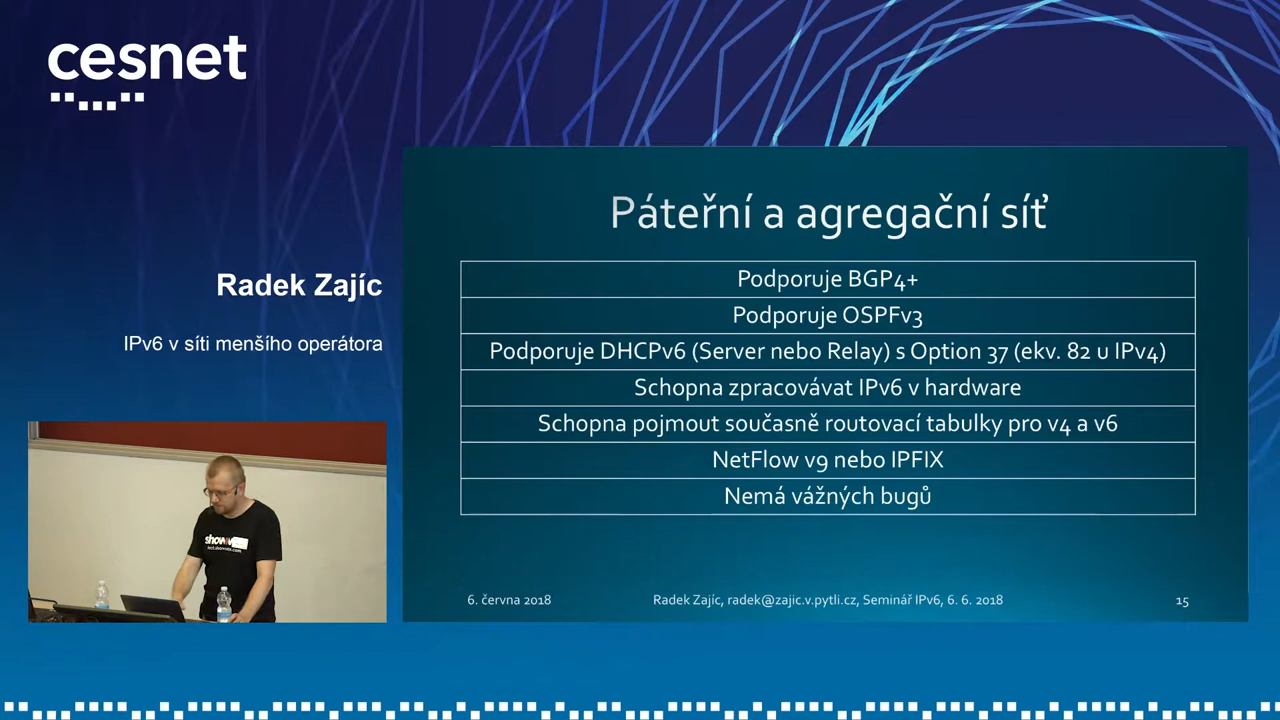 cesnet
Radek Zajíc
IPv6 v síti menšího operátora
Páteřní a agregační síť
Podporuje BGP4+
Podporuje OSPFv3
Podporuje DHCPv6 (Server nebo Relay) s Option 37 (ekv. 82 u IPv4)
Schopna zpracovávat IPv6 v hardware
Schopna pojmout současně routovací tabulky pro v4 a v6
NetFlow v9 nebo IPFIX
Nemá vážných bugů
6. června 2018
Radek Zajíc, radek@zajic.v.pytli.cz, Seminář IPv6, 6. 6. 2018
15